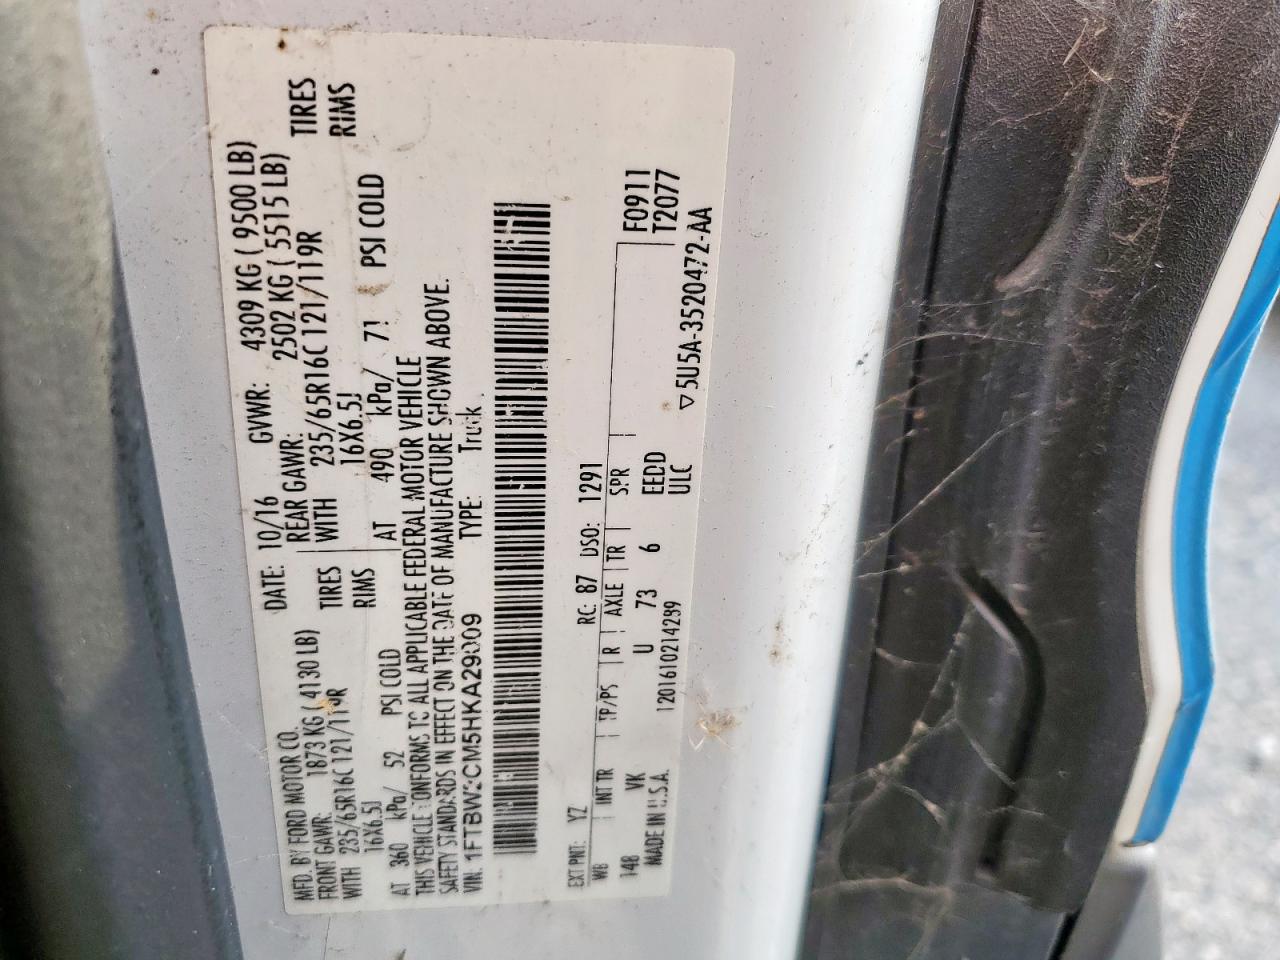 MFD. BY FORD MOTOR CO. DATE: 10/16 GVWR: 4309 KG ( 9500 LB)
FRONT GAWR: 1873 KG ( 4130 LB) REAR GAWR: 2502 KG ( 5515 LB)
WITH 235/65R16C 121/119R TIRES WITH 235/65R16C 121/119R TIRES
16X6.5J RIMS 16X6.5J RIMS
AT 360 kPa/ 52 PSI COLD AT 490 kPa/ 71 PSI COLD
THIS VEHICLE CONFORMS TO ALL APPLICABLE FEDERAL MOTOR VEHICLE
SAFETY STANDARDS IN EFFECT ON THE DATE OF MANUFACTURE SHOWN ABOVE.
VIN: 1FTBW2CM5HKA29009 TYPE: Truck
EXT PNT: YZ RC: 87 DSO: 1291
WB INT TR TP/PS R AXLE TR SPR F0911
148 VK U 73 6 EEDD T2077
MADE IN U.S.A. 1201610214289 ULC
▽5U5A-3520472-AA